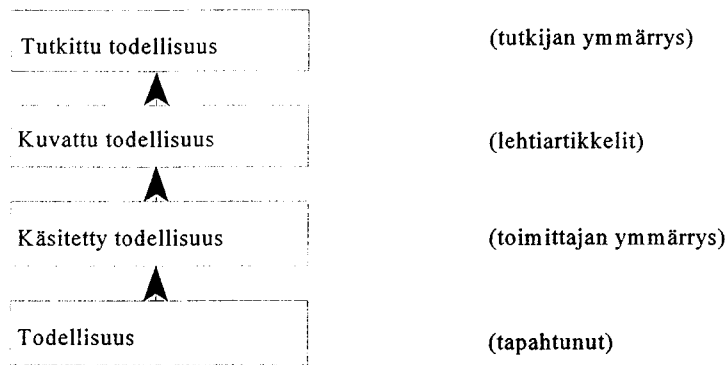 Tutkittu todellisuus (tutkijan ymmärrys)
Kuvattu todellisuus (lehtiartikkelit)
Käsitetty todellisuus (toimittajan ymmärrys)
Todellisuus (tapahtunut)